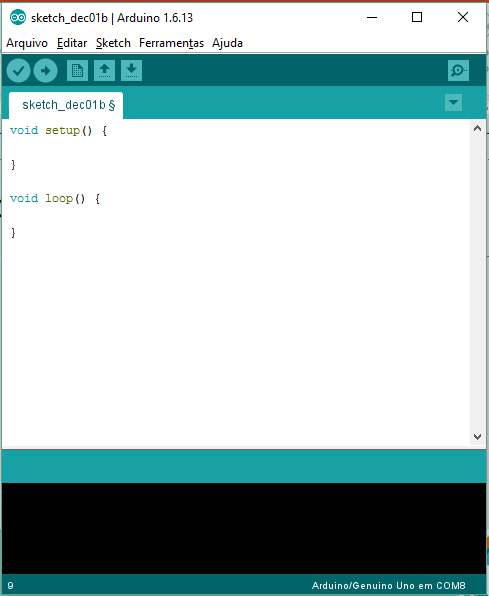 sketch_dec01b | Arduino 1.6.13
Arquivo Editar Sketch Ferramentas Ajuda
sketch_dec01b §
void setup() {
}
void loop() {
}
9 Arduino/Genuino Uno em COM8